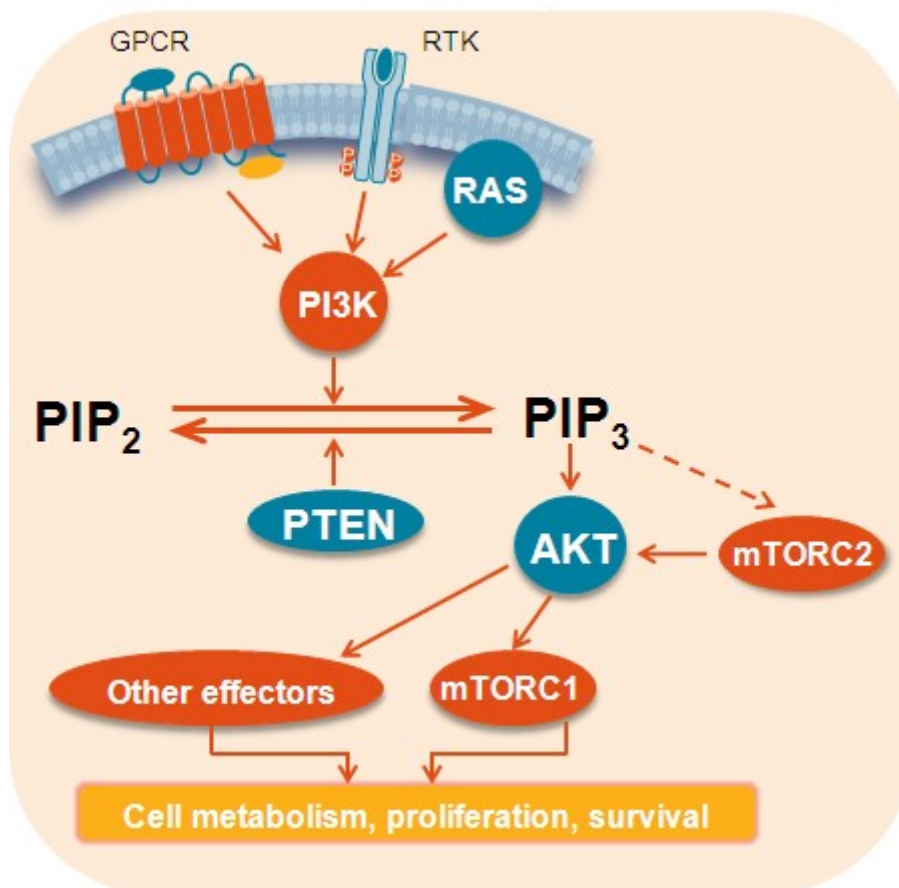 GPCR
RTK
P
P
P
P
RAS
PI3K
PIP₂
PIP₃
PTEN
AKT
mTORC2
Other effectors
mTORC1
Cell metabolism, proliferation, survival